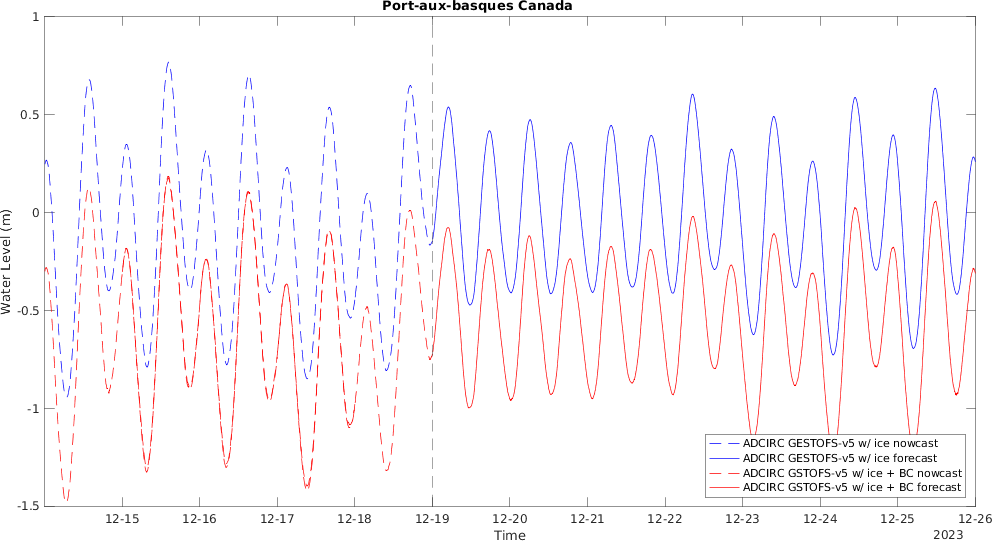 Port-aux-basques Canada
1
0.5
0
-0.5
-1
-1.5
Water Level (m)
12-15 12-16 12-17 12-18 12-19 12-20 12-21 12-22 12-23 12-24 12-25 12-26
Time
2023
ADCIRC GESTOFS-v5 w/ ice nowcast
ADCIRC GESTOFS-v5 w/ ice forecast
ADCIRC GSTOFS-v5 w/ ice + BC nowcast
ADCIRC GSTOFS-v5 w/ ice + BC forecast